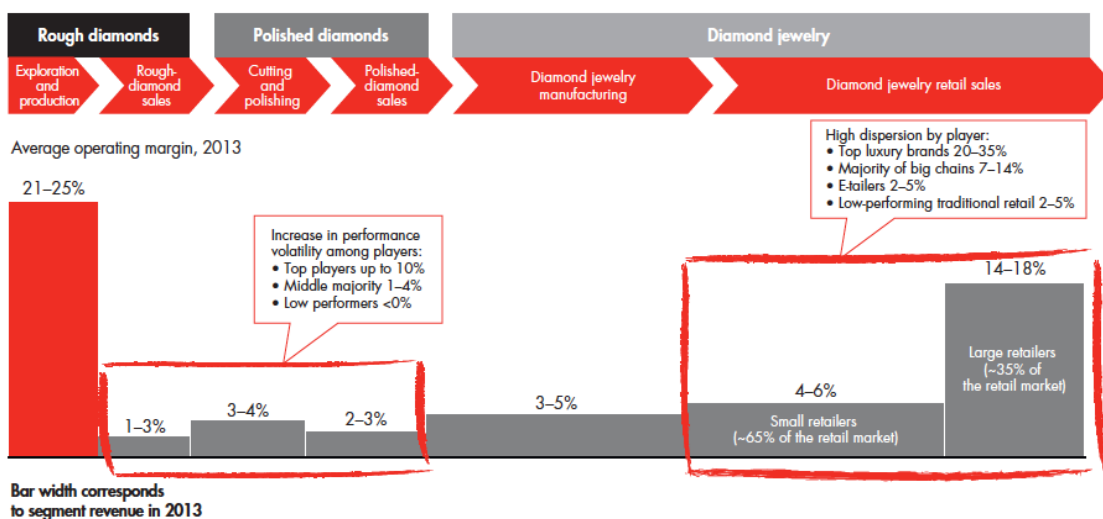 Rough diamonds
Polished diamonds
Diamond jewelry
Exploration
and
production
Rough-
diamond
sales
Cutting
and
polishing
Polished-
diamond
sales
Diamond jewelry
manufacturing
Diamond jewelry retail sales
Average operating margin, 2013
High dispersion by player:
• Top luxury brands 20–35%
• Majority of big chains 7–14%
• E-tailers 2–5%
• Low-performing traditional retail 2–5%
21–25%
Increase in performance
volatility among players:
• Top players up to 10%
• Middle majority 1–4%
• Low performers <0%
1–3%
3–4%
2–3%
3–5%
4–6%
Small retailers
(~65% of the retail market)
14–18%
Large retailers
(~35% of
the retail market)
Bar width corresponds
to segment revenue in 2013